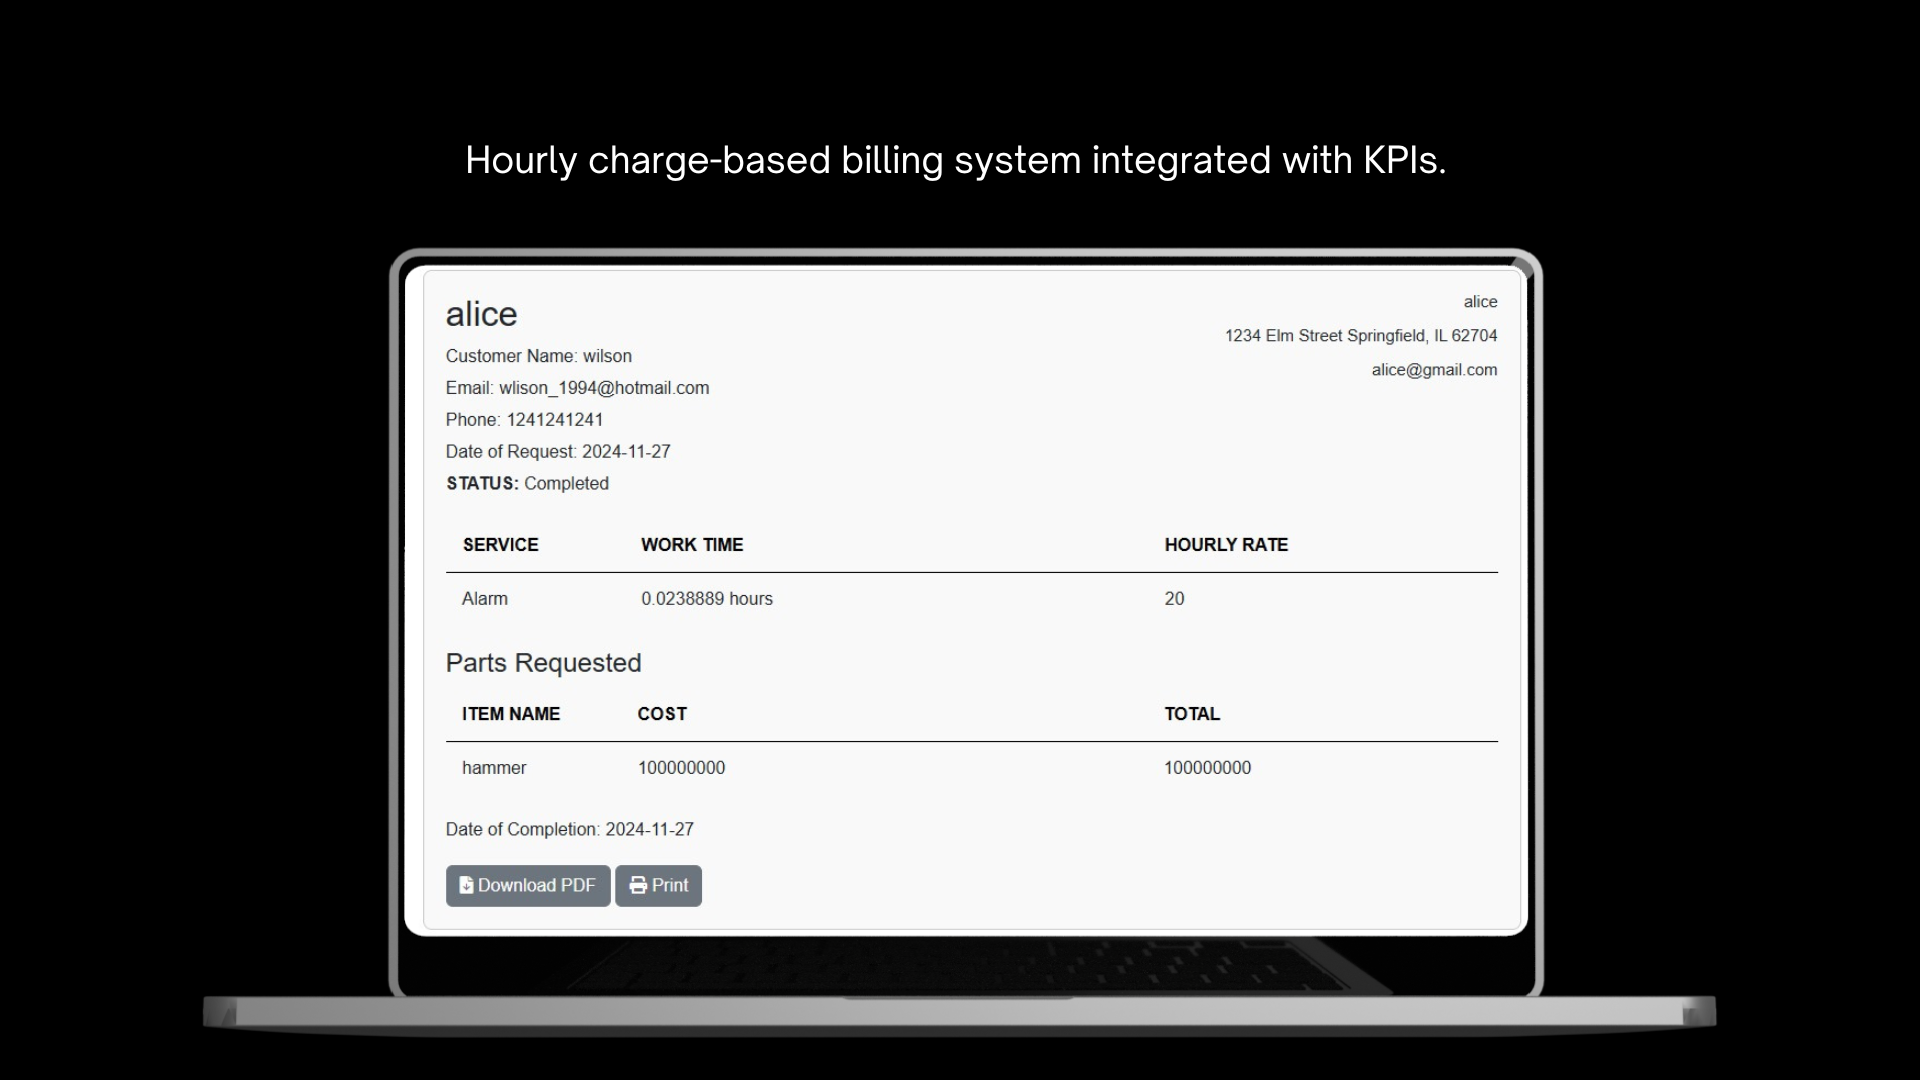 Hourly charge-based billing system integrated with KPIs.
alice
Customer Name: wilson
Email: wlison_1994@hotmail.com
Phone: 1241241241
Date of Request: 2024-11-27
STATUS: Completed
alice
1234 Elm Street Springfield, IL 62704
alice@gmail.com
SERVICE WORK TIME HOURLY RATE
Alarm 0.0238889 hours 20
Parts Requested
ITEM NAME COST TOTAL
hammer 100000000 100000000
Date of Completion: 2024-11-27
Download PDF Print